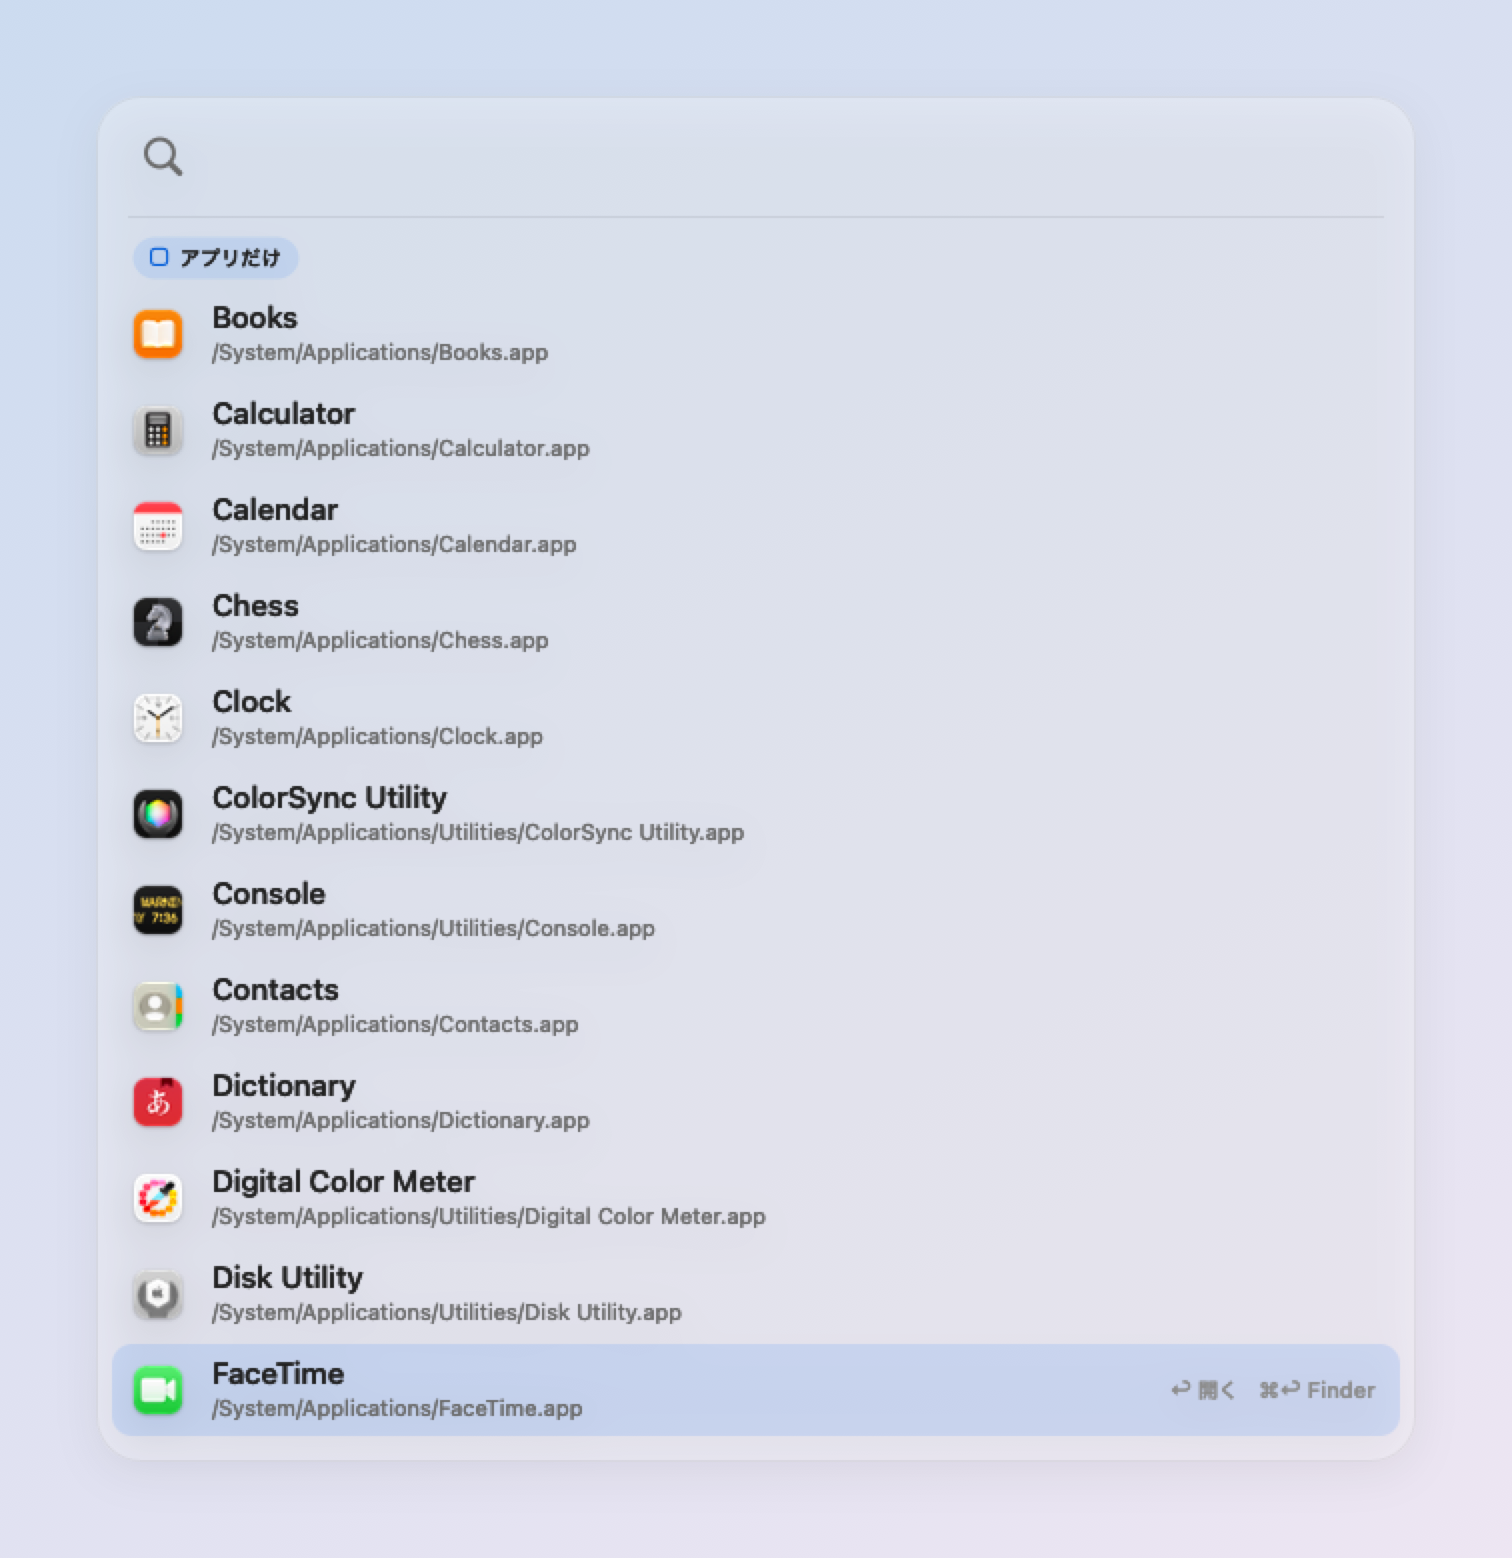 アプリだけ
Books
/System/Applications/Books.app
Calculator
/System/Applications/Calculator.app
Calendar
/System/Applications/Calendar.app
Chess
/System/Applications/Chess.app
Clock
/System/Applications/Clock.app
ColorSync Utility
/System/Applications/Utilities/ColorSync Utility.app
WARNIN
Y 7:36
Console
/System/Applications/Utilities/Console.app
Contacts
/System/Applications/Contacts.app
あ
Dictionary
/System/Applications/Dictionary.app
Digital Color Meter
/System/Applications/Utilities/Digital Color Meter.app
Disk Utility
/System/Applications/Utilities/Disk Utility.app
FaceTime
/System/Applications/FaceTime.app
↩ 開く ⌘↩ Finder